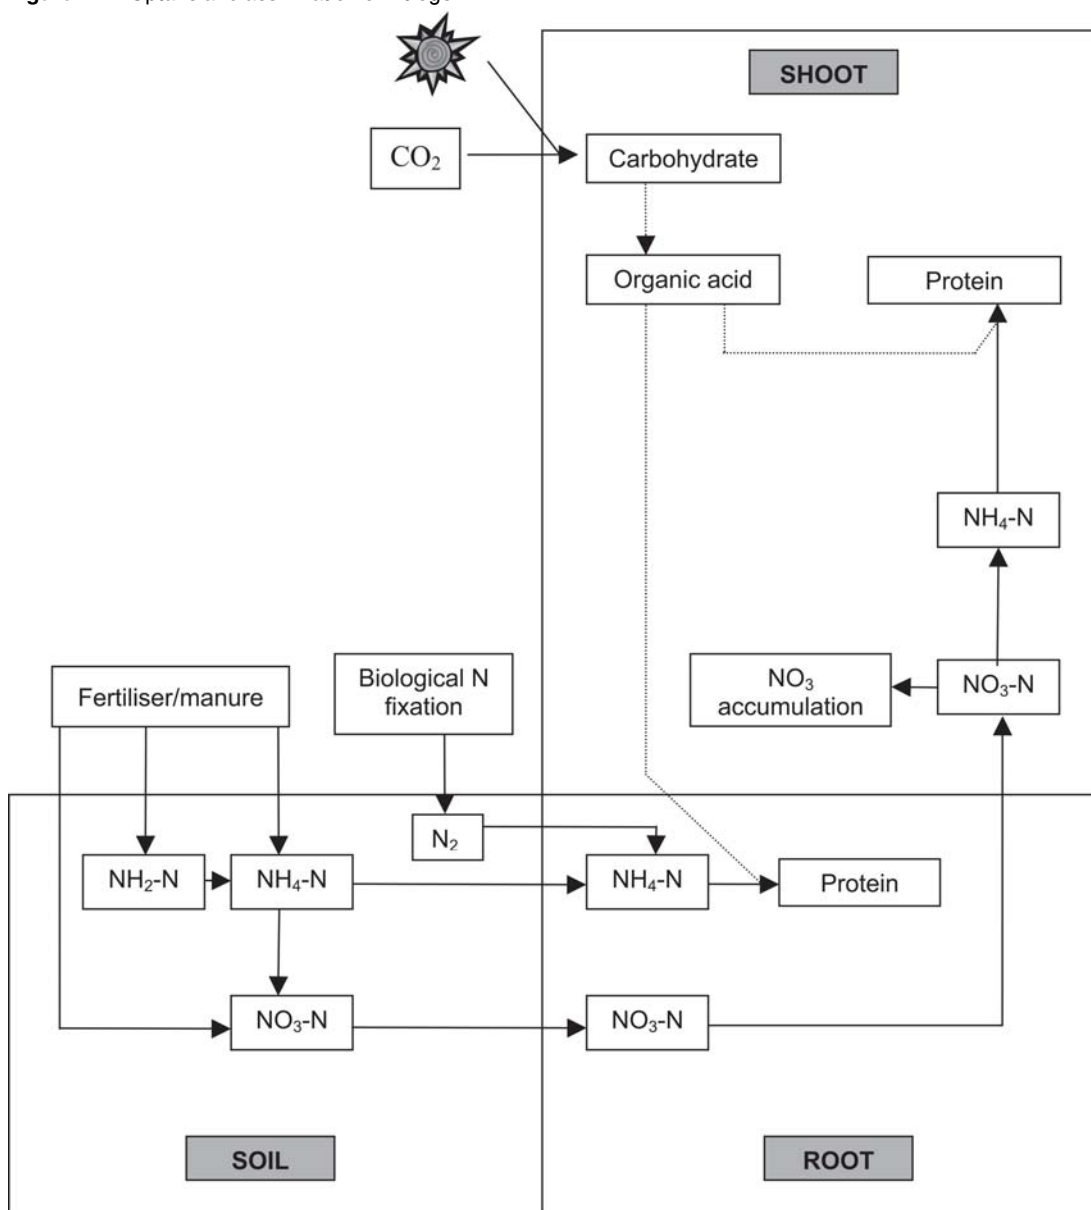 SHOOT
CO₂
Carbohydrate
Organic acid
Protein
NH₄-N
Fertiliser/manure
Biological N
fixation
NO₃
accumulation
NO₃-N
N₂
NH₂-N
NH₄-N
NH₄-N
Protein
NO₃-N
NO₃-N
SOIL
ROOT